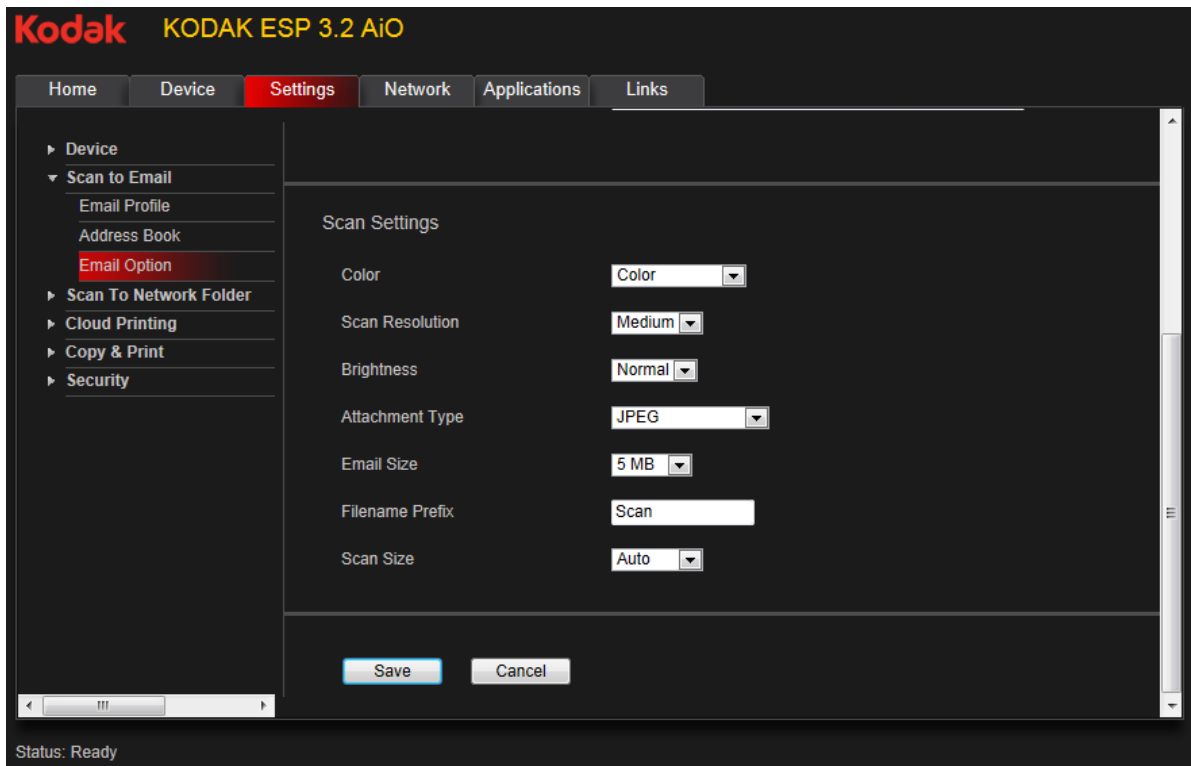 Kodak KODAK ESP 3.2 AiO
Home Device Settings Network Applications Links
Device
Scan to Email
Email Profile
Address Book
Email Option
Scan To Network Folder
Cloud Printing
Copy & Print
Security
Scan Settings
Color Color
Scan Resolution Medium
Brightness Normal
Attachment Type JPEG
Email Size 5 MB
Filename Prefix Scan
Scan Size Auto
Save Cancel
Status: Ready